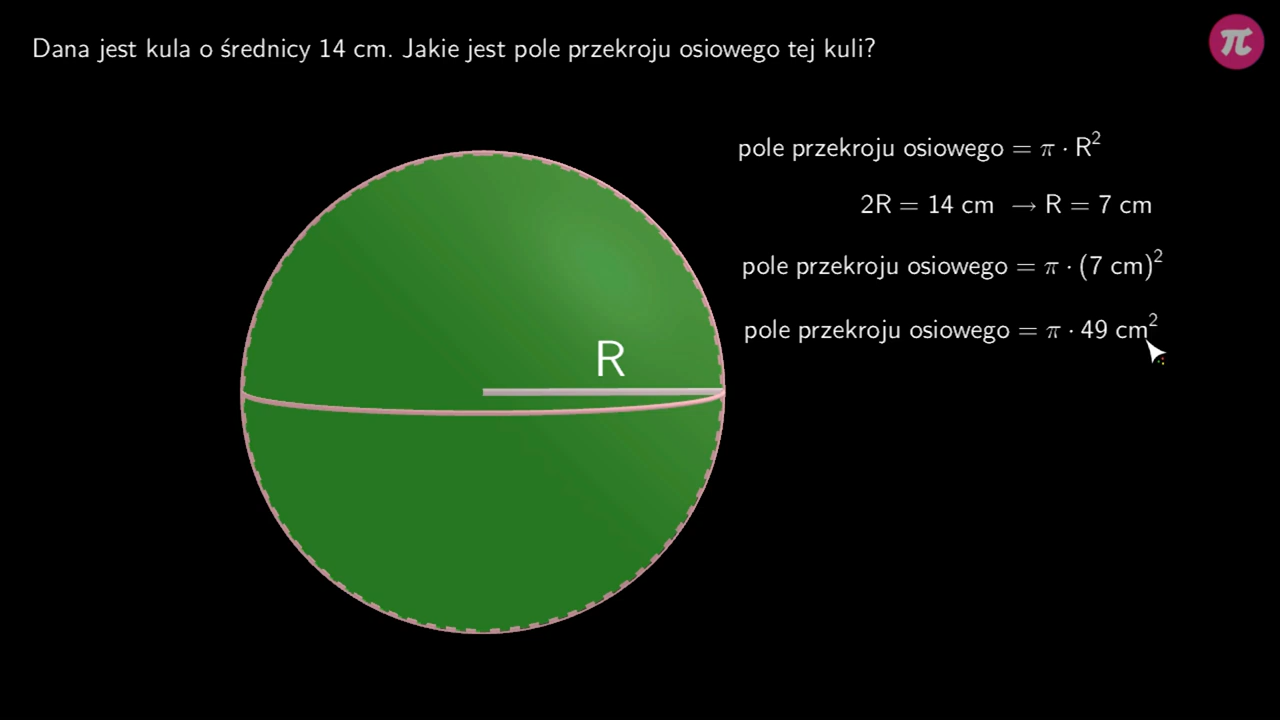 Dana jest kula o średnicy 14 cm. Jakie jest pole przekroju osiowego tej kuli?
π
pole przekroju osiowego = π · R²
2R = 14 cm → R = 7 cm
pole przekroju osiowego = π · (7 cm)²
pole przekroju osiowego = π · 49 cm²
R